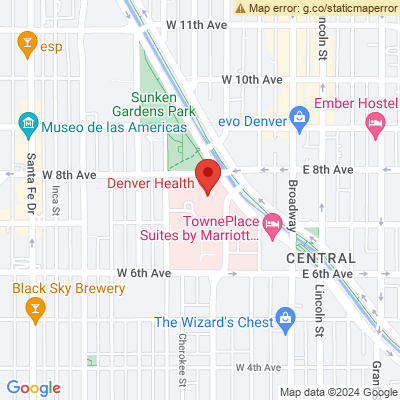 Map error: g.co/staticmaperror
W 11th Ave
esp
Lincoln St
W 10th Ave
Sunken
Gardens Park
Ember Hostel
evo Denver
Museo de las Americas
W 8th Ave
E 8th Ave
Santa Fe Dr
Inca St
Denver Health
Broadway
TownePlace
Suites by Marriott...
CENTRAL
W 6th Ave
E 6th Ave
Black Sky Brewery
The Wizard's Chest
Lincoln St
Cherokee St
W 4th Ave
Gran
Google
Map data ©2024 Google